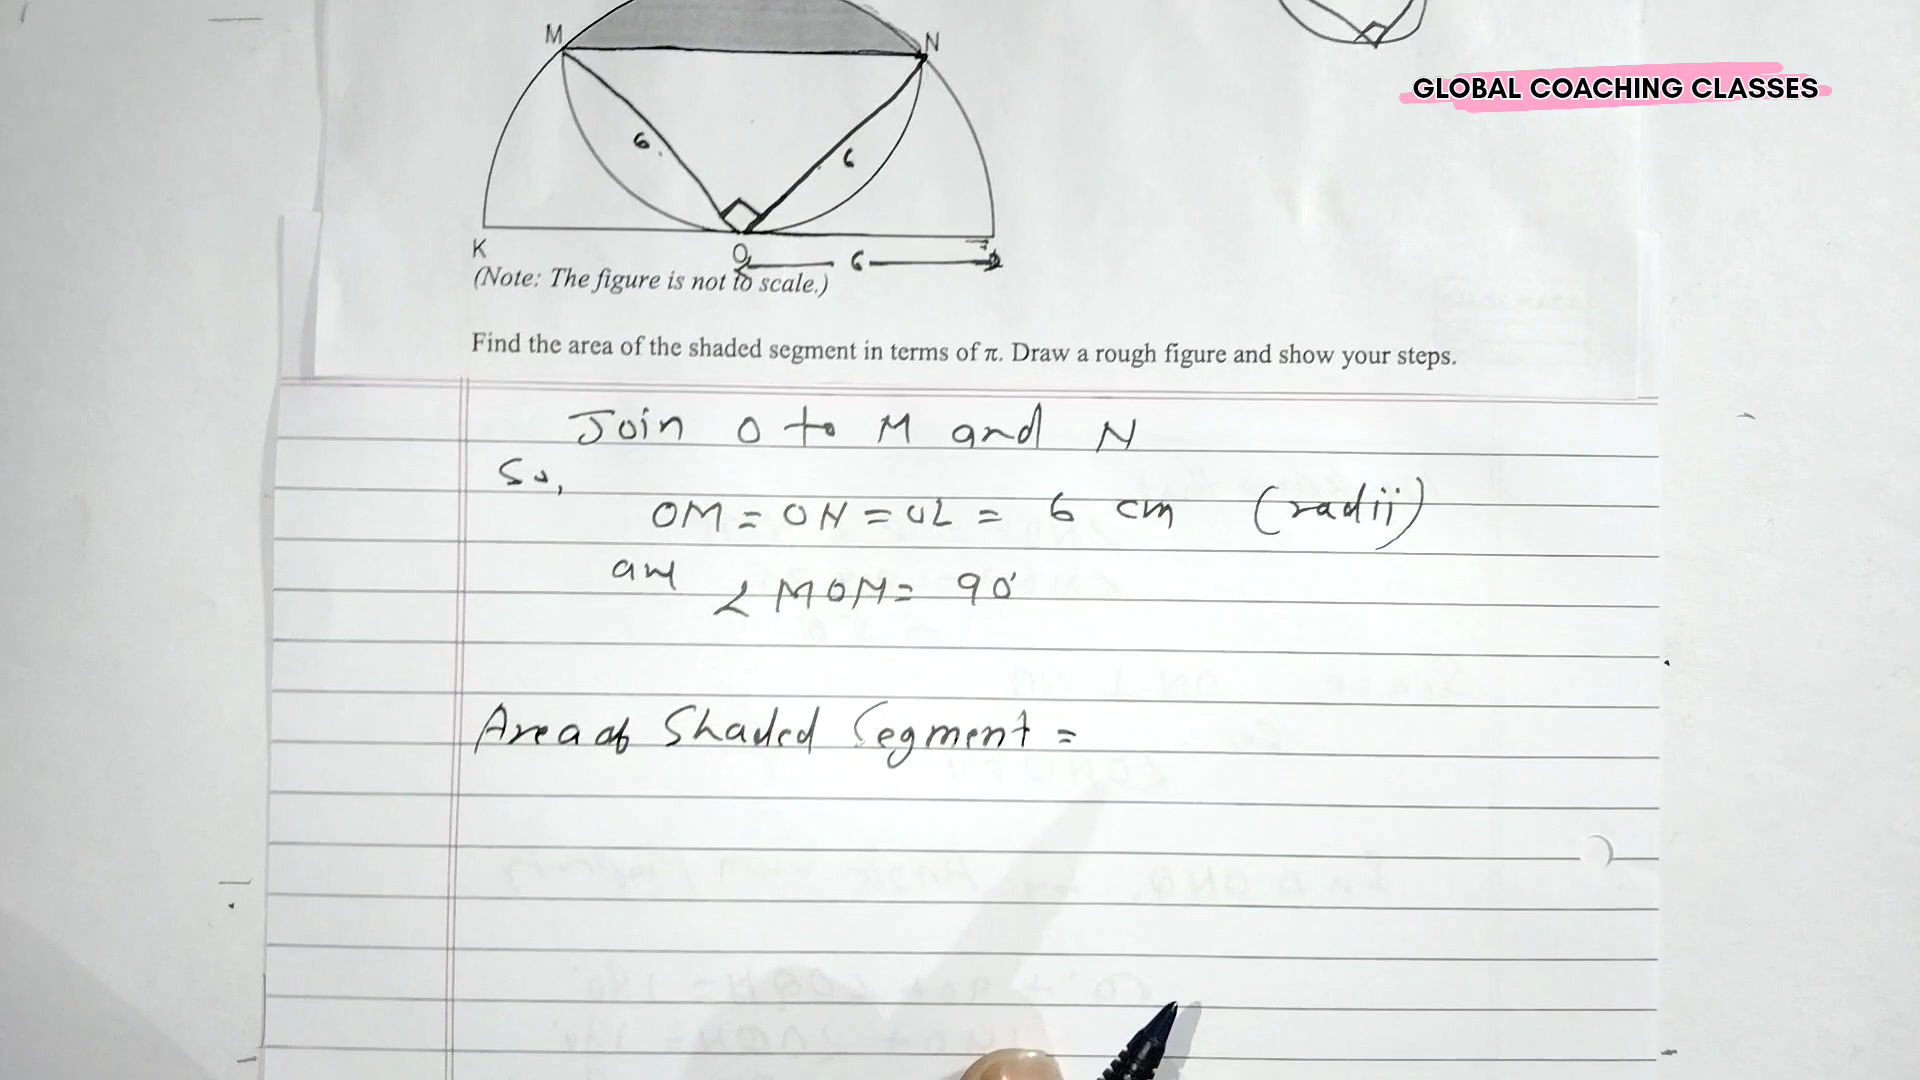 M
N
GLOBAL COACHING CLASSES
6
6
K
O
6
(Note: The figure is not to scale.)
Find the area of the shaded segment in terms of π. Draw a rough figure and show your steps.
Join O to M and N
So,
OM = ON = OL = 6 cm (radii)
and
∠MON = 90°
Area of Shaded Segment =